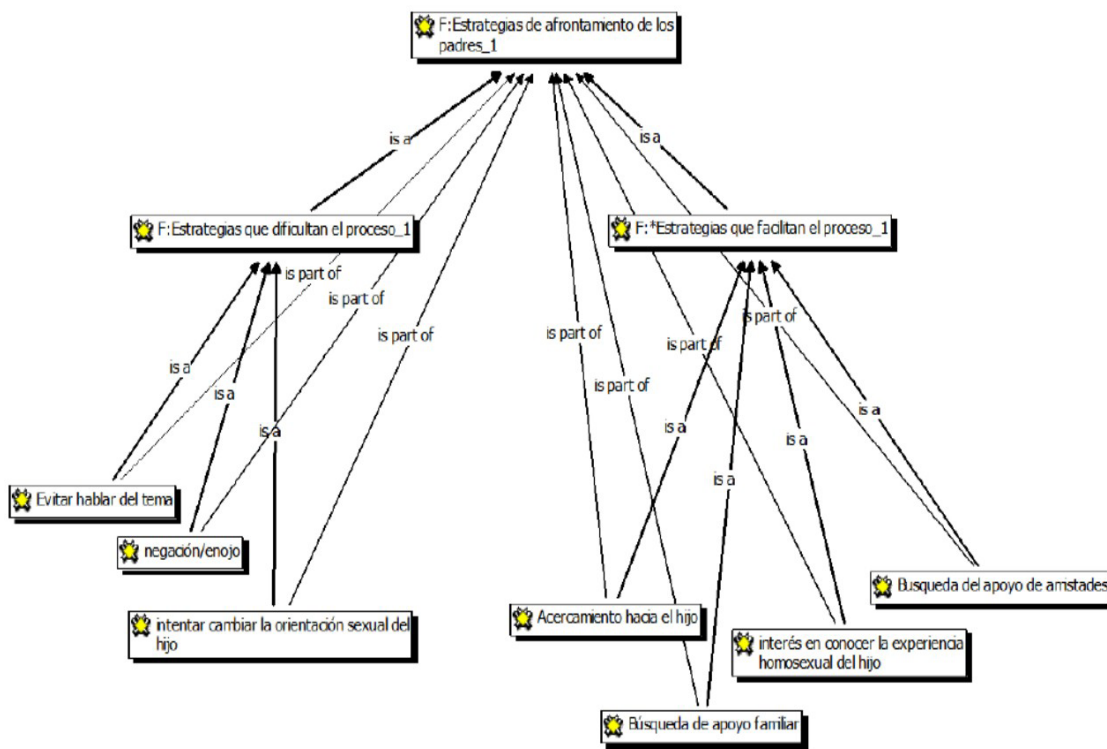 F:Estrategias de afrontamiento de los
padres_1
is a
is a
F:Estrategias que dificultan el proceso_1
F:*Estrategias que facilitan el proceso_1
is part of
is part of
is part of
is part of
is part of
is part of
is part of
is a
is a
is a
is a
is a
is a
is a
Evitar hablar del tema
negación/enojo
intentar cambiar la orientación sexual del
hijo
Acercamiento hacia el hijo
Búsqueda de apoyo familiar
interés en conocer la experiencia
homosexual del hijo
Busqueda del apoyo de amistades